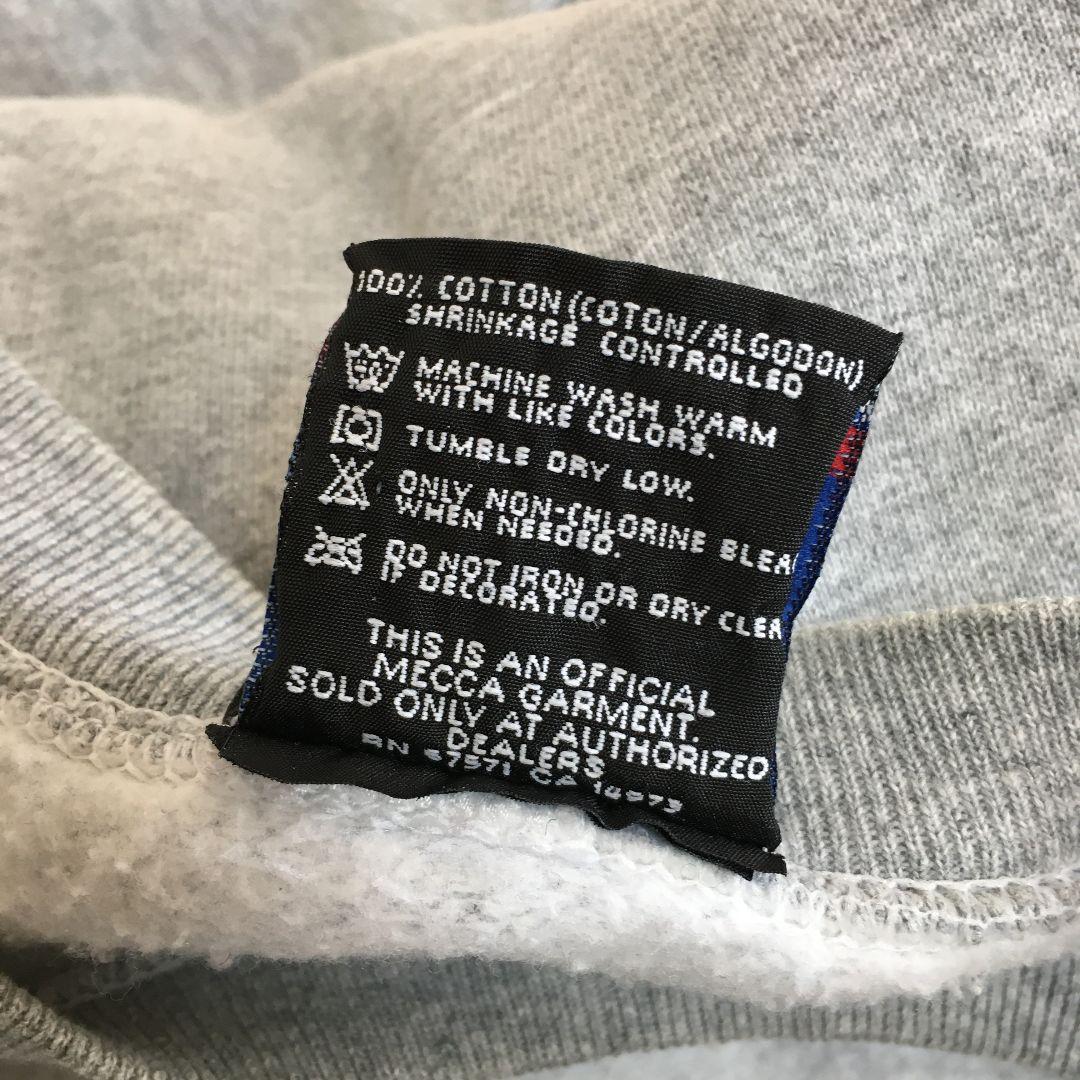 100% COTTON (COTON/ALGODON)
SHRINKAGE CONTROLLED
MACHINE WASH WARM
WITH LIKE COLORS.
TUMBLE DRY LOW.
ONLY NON-CHLORINE BLEA
WHEN NEEDED.
DO NOT IRON OR DRY CLEA
IF DECORATED.
THIS IS AN OFFICIAL
MECCA GARMENT.
SOLD ONLY AT AUTHORIZED
DEALERS
RN CA